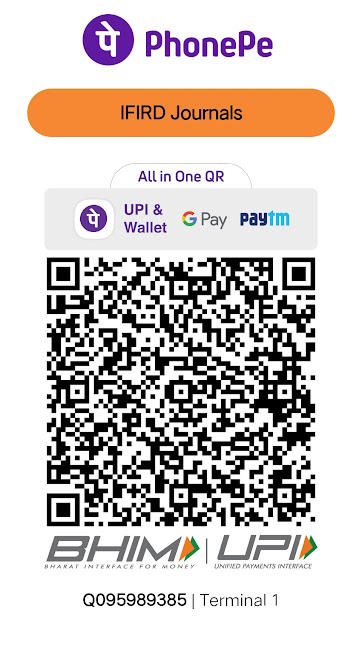 पे PhonePe
IFIRD Journals
All in One QR
पे UPI & Wallet G Pay paytm
BHIM | UPI
BHARAT INTERFACE FOR MONEY UNIFIED PAYMENTS INTERFACE
Q095989385 | Terminal 1